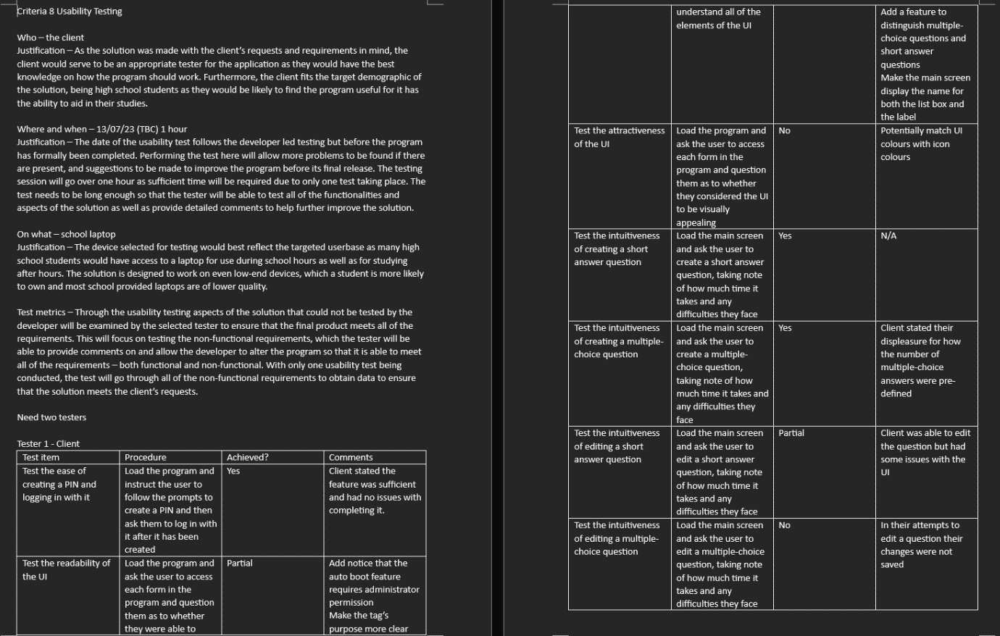 Criteria 8 Usability Testing
Who – the client
Justification – As the solution was made with the client's requests and requirements in mind, the
client would serve to be an appropriate tester for the application as they would have the best
knowledge on how the program should work. Furthermore, the client fits the target demographic of
the solution, being high school students as they would be likely to find the program useful for it has
the ability to aid in their studies.
Where and when – 13/07/23 (TBC) 1 hour
Justification – The date of the usability test follows the developer led testing but before the program
has formally been completed. Performing the test here will allow more problems to be found if there
are present, and suggestions to be made to improve the program before its final release. The testing
session will go over one hour as sufficient time will be required due to only one test taking place. The
test needs to be long enough so that the tester will be able to test all of the functionalities and
aspects of the solution as well as provide detailed comments to help further improve the solution.
On what – school laptop
Justification – The device selected for testing would best reflect the targeted userbase as many high
school students would have access to a laptop for use during school hours as well as for studying
after hours. The solution is designed to work on even low-end devices, which a student is more likely
to own and most school provided laptops are of lower quality.
Test metrics – Through the usability testing aspects of the solution that could not be tested by the
developer will be examined by the selected tester to ensure that the final product meets all of the
requirements. This will focus on testing the non-functional requirements, which the tester will be
able to provide comments on and allow the developer to alter the program so that it is able to meet
all of the requirements – both functional and non-functional. With only one usability test being
conducted, the test will go through all of the non-functional requirements to obtain data to ensure
that the solution meets the client's requests.
Need two testers
Tester 1 - Client
Test item
Procedure
Achieved?
Comments
Test the ease of
creating a PIN and
logging in with it
Load the program and
instruct the user to
follow the prompts to
create a PIN and then
ask them to log in with
it after it has been
created
Yes
Client stated the
feature was sufficient
and had no issues with
completing it.
Test the readability of
the UI
Load the program and
ask the user to access
each form in the
program and question
them as to whether
they were able to
Partial
Add notice that the
auto boot feature
requires administrator
permission
Make the tag's
purpose more clear
understand all of the
elements of the UI
Add a feature to
distinguish multiple-
choice questions and
short answer
questions
Make the main screen
display the name for
both the list box and
the label
Test the attractiveness
of the UI
Load the program and
ask the user to access
each form in the
program and question
them as to whether
they considered the UI
to be visually
appealing
No
Potentially match UI
colours with icon
colours
Test the intuitiveness
of creating a short
answer question
Load the main screen
and ask the user to
create a short answer
question, taking note
of how much time it
takes and any
difficulties they face
Yes
N/A
Test the intuitiveness
of creating a multiple-
choice question
Load the main screen
and ask the user to
create a multiple-
choice question,
taking note of how
much time it takes and
any difficulties they
face
Yes
Client stated their
displeasure for how
the number of
multiple-choice
answers were pre-
defined
Test the intuitiveness
of editing a short
answer question
Load the main screen
and ask the user to
edit a short answer
question, taking note
of how much time it
takes and any
difficulties they face
Partial
Client was able to edit
the question but had
some issues with the
UI
Test the intuitiveness
of editing a multiple-
choice question
Load the main screen
and ask the user to
edit a multiple-choice
question, taking note
of how much time it
takes and any
difficulties they face
No
In their attempts to
edit a question their
changes were not
saved